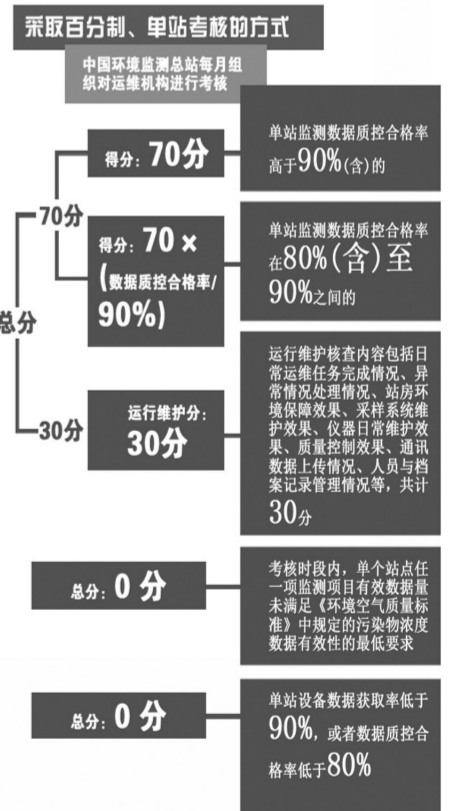 采取百分制、单站考核的方式
中国环境监测总站每月组
织对运维机构进行考核
总分
70分
得分：70分
单站监测数据质控合格率
高于90%(含)的
得分：70 ×
(数据质控合格率/
90%)
单站监测数据质控合格率
在80%(含)至
90%之间的
30分
运行维护分：
30分
运行维护核查内容包括日
常运维任务完成情况、异
常情况处理情况、站房环
境保障效果、采样系统维
护效果、仪器日常维护效
果、质量控制效果、通讯
数据上传情况、人员与档
案记录管理情况等，共计
30分
总分：0 分
考核时段内，单个站点任
一项监测项目有效数据量
未满足《环境空气质量标
准》中规定的污染物浓度
数据有效性的最低要求
总分：0 分
单站设备数据获取率低于
90%，或者数据质控合
格率低于80%